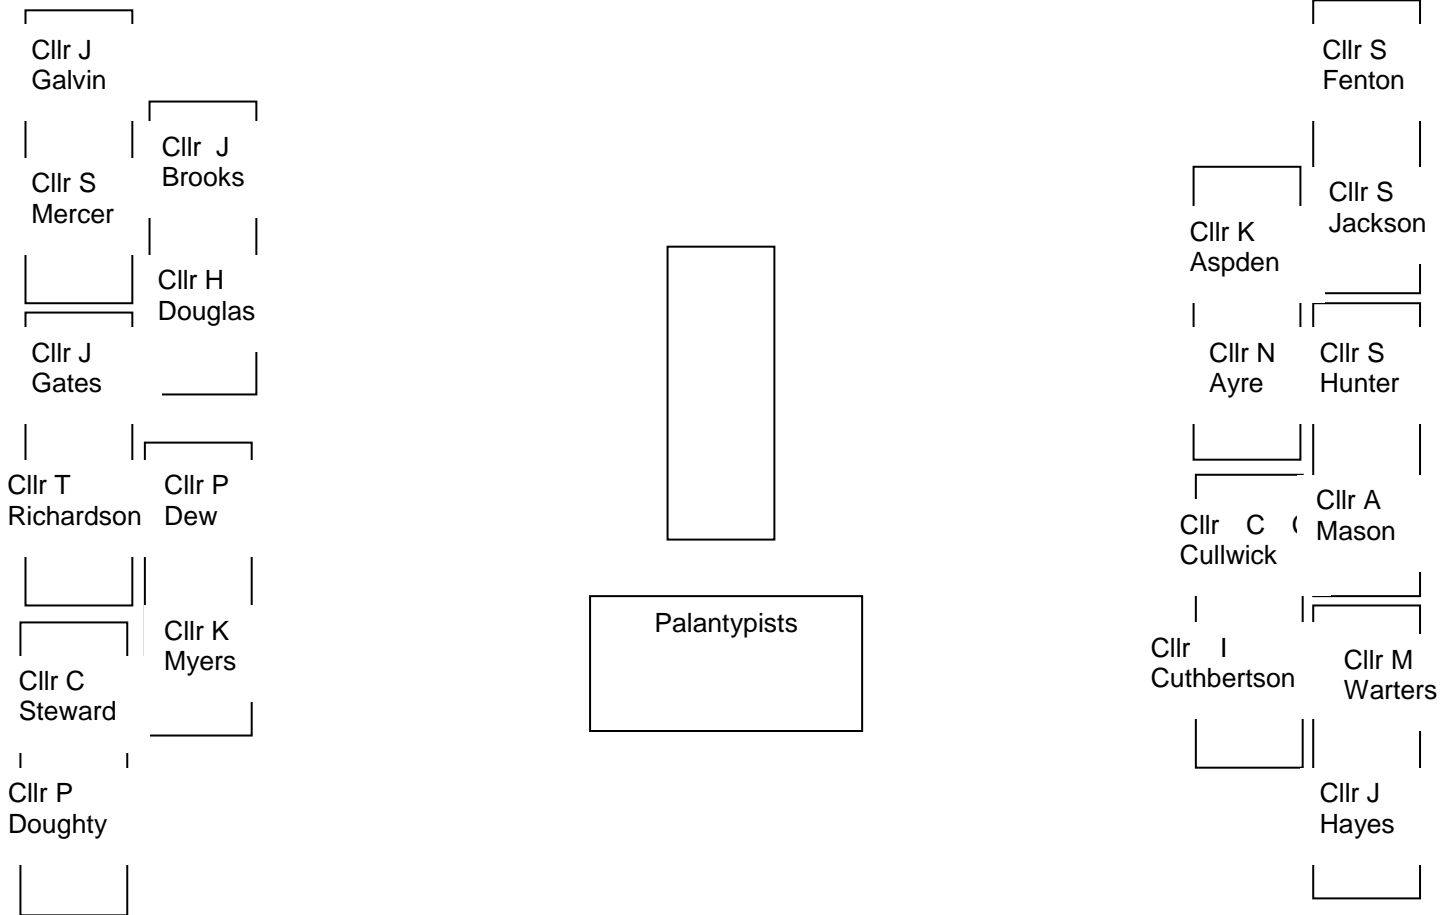 Cllr J
Galvin
Cllr S
Mercer
Cllr J
Gates
Cllr T
Richardson
Cllr C
Steward
Cllr P
Doughty
Cllr J
Brooks
Cllr H
Douglas
Cllr P
Dew
Cllr K
Myers
Palantypists
Cllr K
Aspden
Cllr N
Ayre
Cllr C
Cullwick
Cllr I
Cuthbertson
Cllr S
Fenton
Cllr S
Jackson
Cllr S
Hunter
Cllr A
Mason
Cllr M
Warters
Cllr J
Hayes